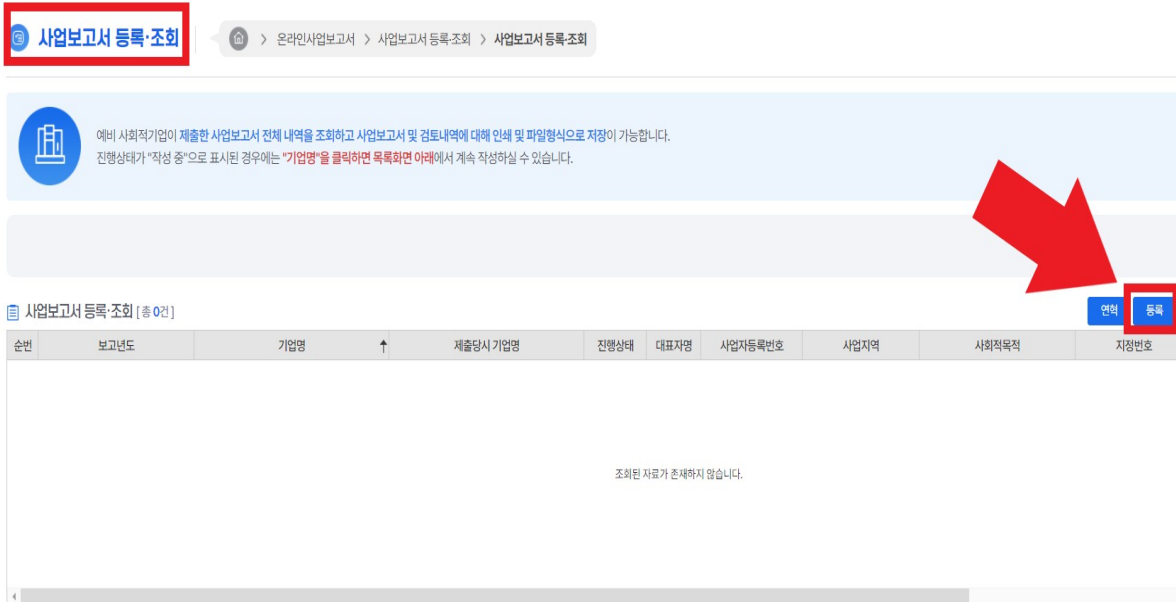 사업보고서 등록·조회
> 온라인사업보고서 > 사업보고서 등록·조회 > 사업보고서 등록·조회
예비 사회적기업이 제출한 사업보고서 전체 내역을 조회하고 사업보고서 및 검토내역에 대해 인쇄 및 파일형식으로 저장이 가능합니다.
진행상태가 "작성 중"으로 표시된 경우에는 "기업명"을 클릭하면 목록화면 아래에서 계속 작성하실 수 있습니다.
사업보고서 등록·조회 [ 총 0건 ]
연혁 등록
순번 보고년도 기업명 ↑ 제출당시 기업명 진행상태 대표자명 사업자등록번호 사업지역 사회적목적 지정번호
조회된 자료가 존재하지 않습니다.